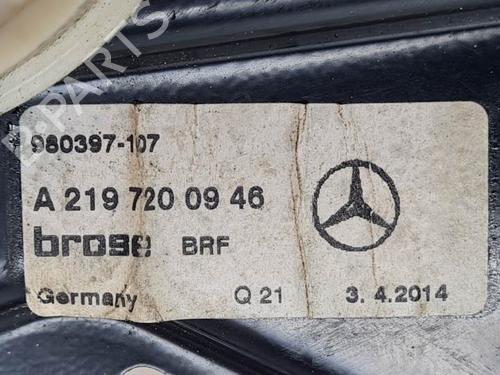 980397-107
A 219 720 09 46
brose BRF
Germany Q 21 3. 4.2014